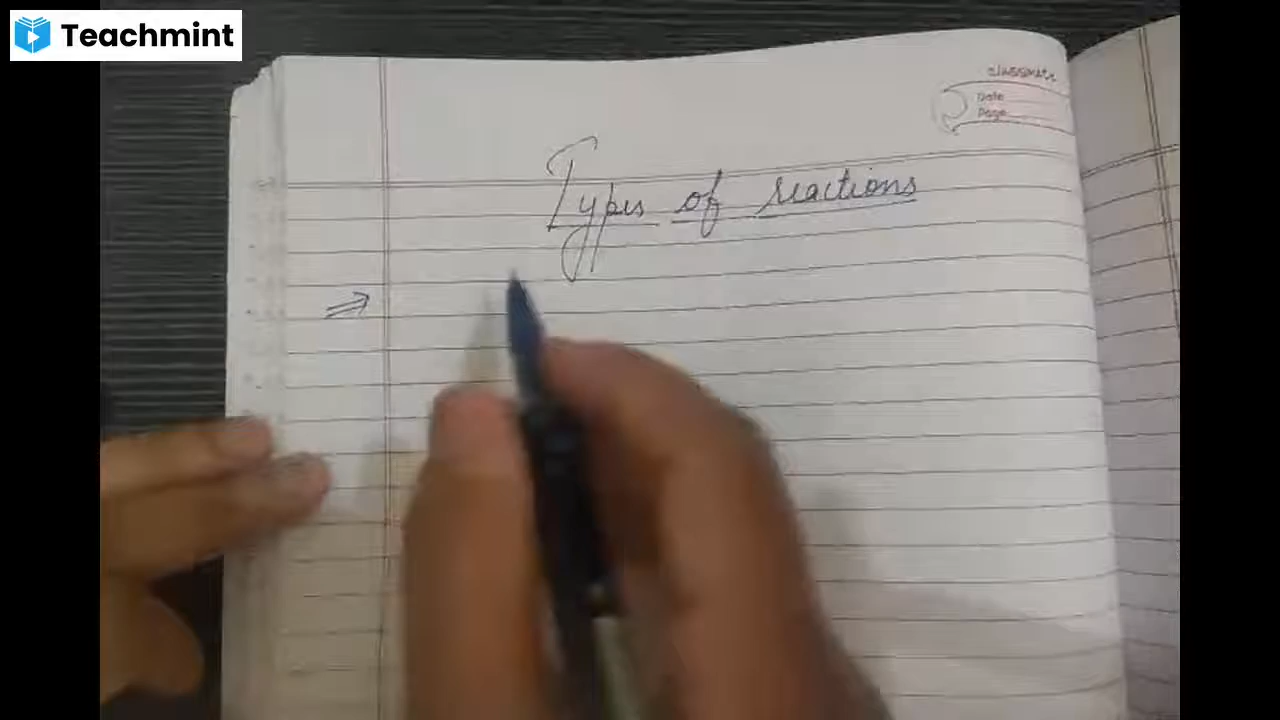 Teachmint
classmate
Date
Page
Types of reactions
⇒